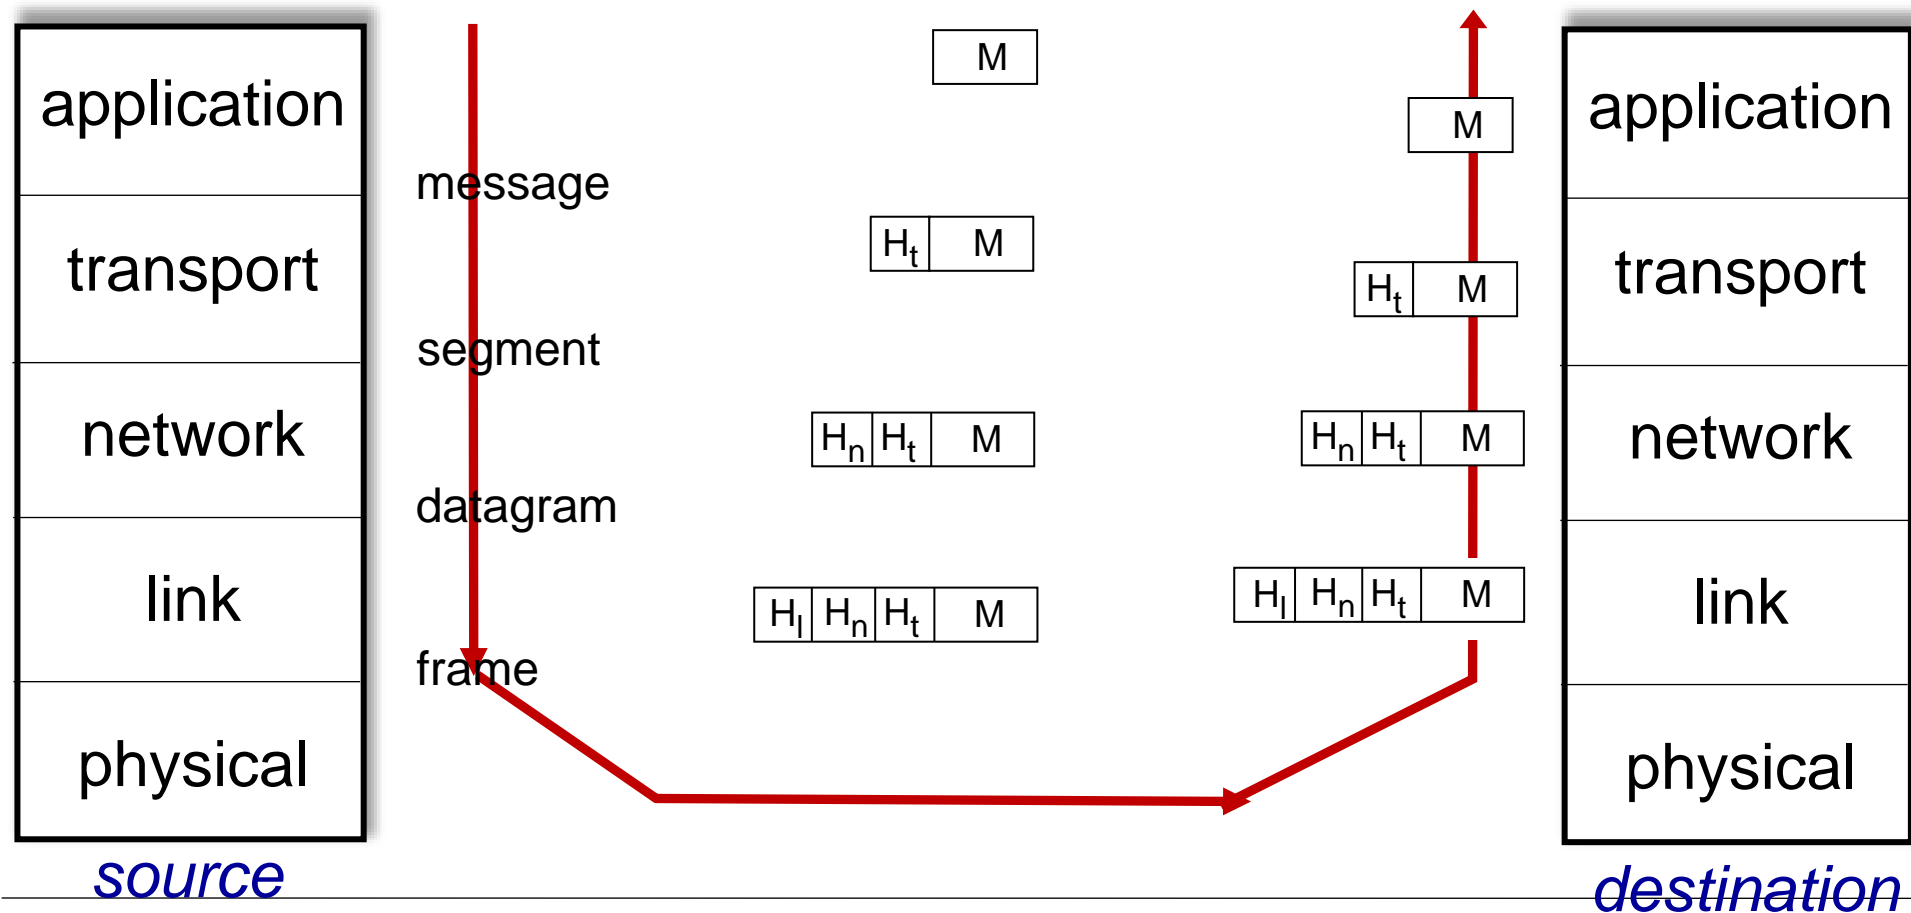 application
transport
network
link
physical
source
message
segment
datagram
frame
M
Ht M
Hn Ht M
Hl Hn Ht M
M
Ht M
Hn Ht M
Hl Hn Ht M
application
transport
network
link
physical
destination